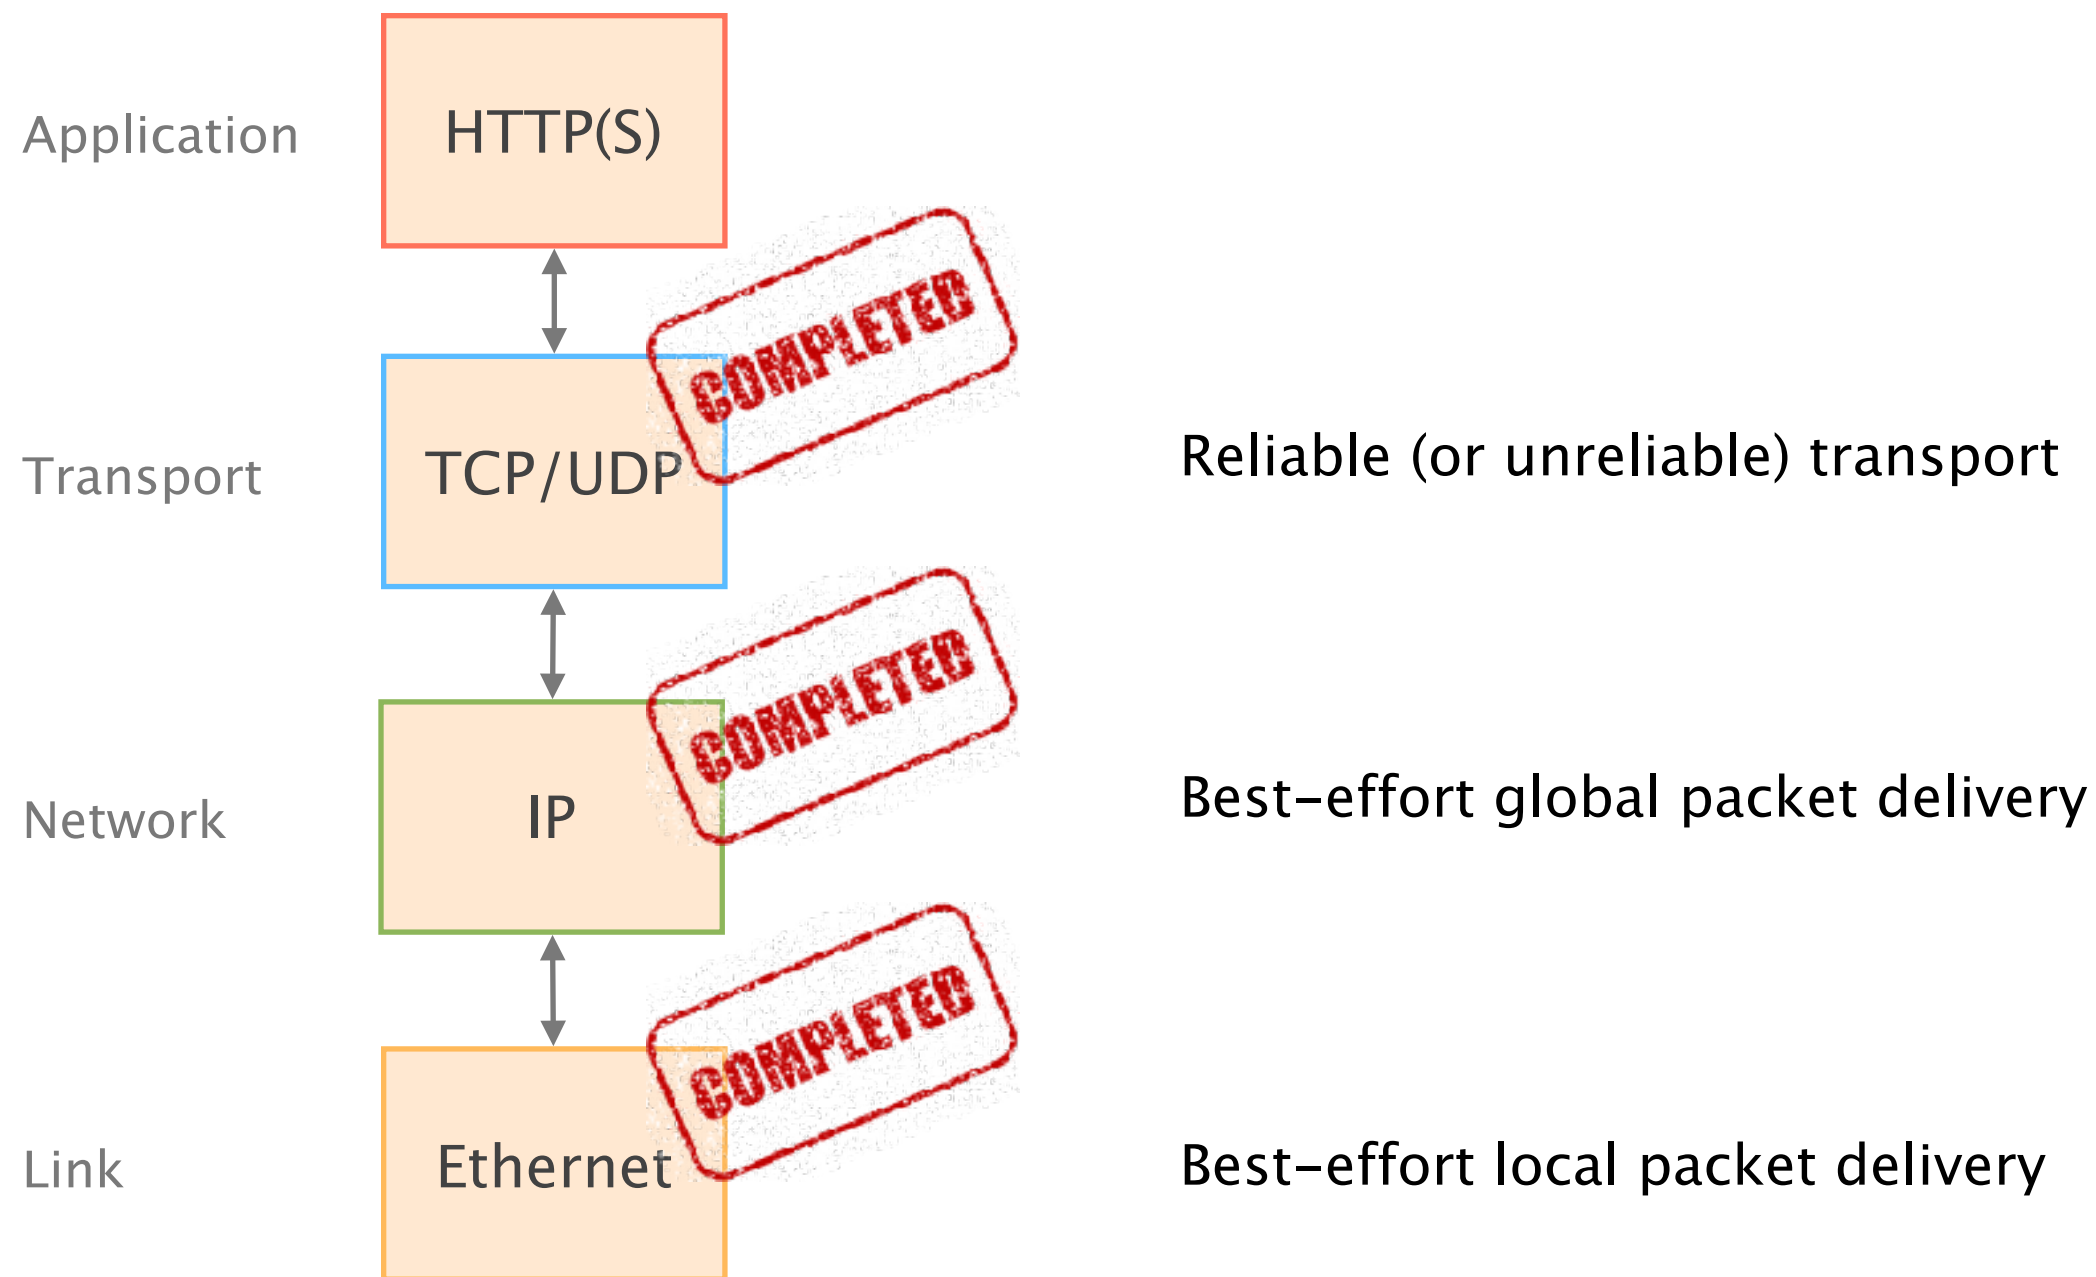 Application
HTTP(S)
COMPLETED
Transport
TCP/UDP
Reliable (or unreliable) transport
COMPLETED
Network
IP
Best-effort global packet delivery
COMPLETED
Link
Ethernet
Best-effort local packet delivery